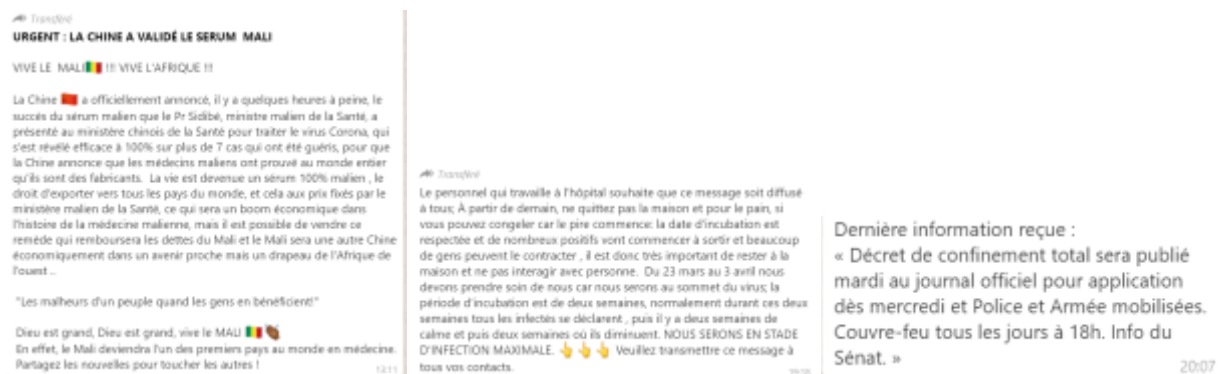 Transféré
URGENT : LA CHINE A VALIDÉ LE SERUM MALI
VIVE LE MALI🇲🇱 !!! VIVE L'AFRIQUE !!!
La Chine 🇨🇳 a officiellement annoncé, il y a quelques heures à peine, le
succès du sérum malien que le Pr Sidibé, ministre malien de la Santé, a
présenté au ministère chinois de la Santé pour traiter le virus Corona, qui
s'est révélé efficace à 100% sur plus de 7 cas qui ont été guéris, pour que
la Chine annonce que les médecins maliens ont prouvé au monde entier
qu'ils sont des fabricants. La vie est devenue un sérum 100% malien , le
droit d'exporter vers tous les pays du monde, et cela aux prix fixés par le
ministère malien de la Santé, ce qui sera un boom économique dans
l'histoire de la médecine malienne, mais il est possible de vendre ce
remède qui remboursera les dettes du Mali et le Mali sera une autre Chine
économiquement dans un avenir proche mais un drapeau de l'Afrique de
l'ouest ..
"Les malheurs d'un peuple quand les gens en bénéficient!"
Dieu est grand, Dieu est grand, vive le MALI 🇲🇱
En effet, le Mali deviendra l'un des premiers pays au monde en médecine.
Partagez les nouvelles pour toucher les autres !
13:11
Transféré
Le personnel qui travaille à l'hôpital souhaite que ce message soit diffusé
à tous; À partir de demain, ne quittez pas la maison et pour le pain, si
vous pouvez congeler car le pire commence: la date d'incubation est
respectée et de nombreux positifs vont commencer à sortir et beaucoup
de gens peuvent le contracter , il est donc très important de rester à la
maison et ne pas interagir avec personne. Du 23 mars au 3 avril nous
devons prendre soin de nous car nous serons au sommet du virus; la
période d'incubation est de deux semaines, normalement durant ces deux
semaines tous les infectés se déclarent , puis il y a deux semaines de
calme et puis deux semaines où ils diminuent. NOUS SERONS EN STADE
D'INFECTION MAXIMALE. 👆👆👆 Veuillez transmettre ce message à
tous vos contacts.
Dernière information reçue :
« Décret de confinement total sera publié
mardi au journal officiel pour application
dès mercredi et Police et Armée mobilisées.
Couvre-feu tous les jours à 18h. Info du
Sénat. »
20:07